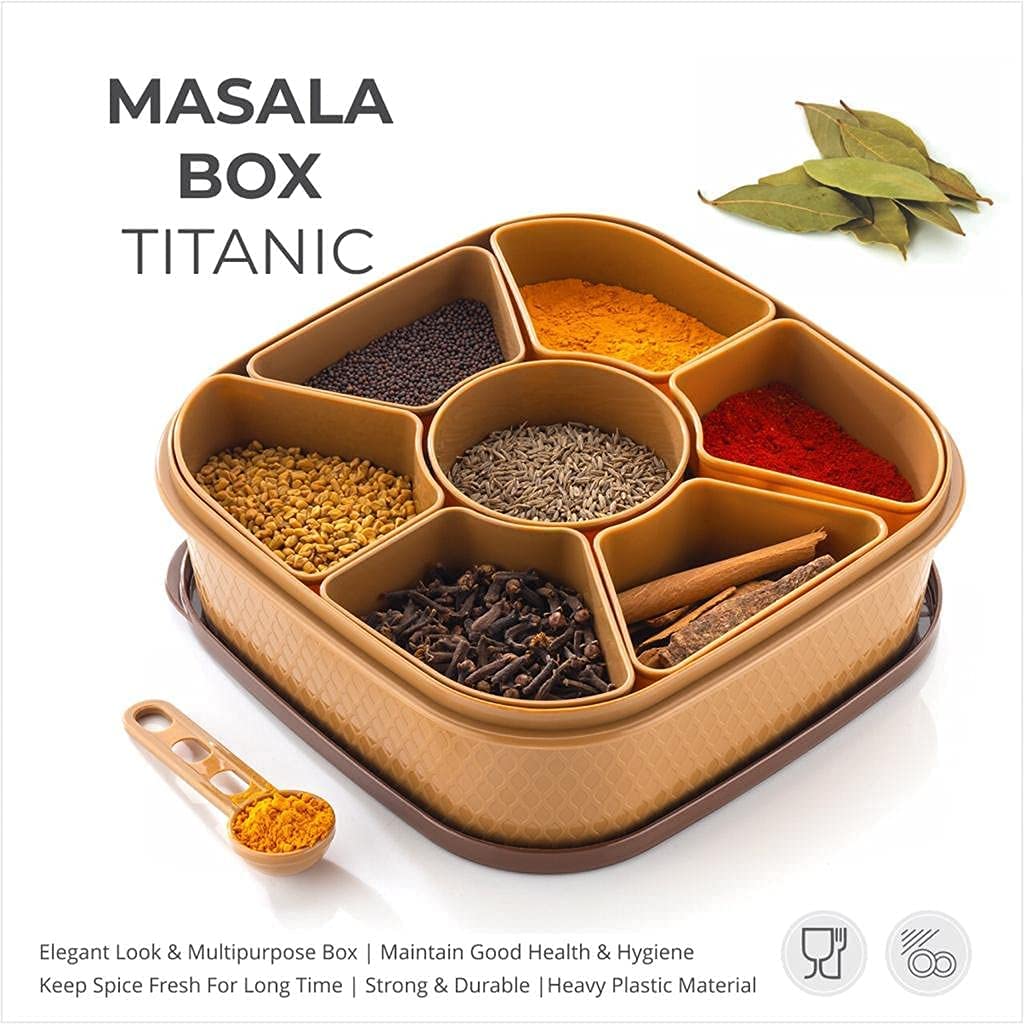 MASALA
BOX
TITANIC
Elegant Look & Multipurpose Box | Maintain Good Health & Hygiene
Keep Spice Fresh For Long Time | Strong & Durable |Heavy Plastic Material